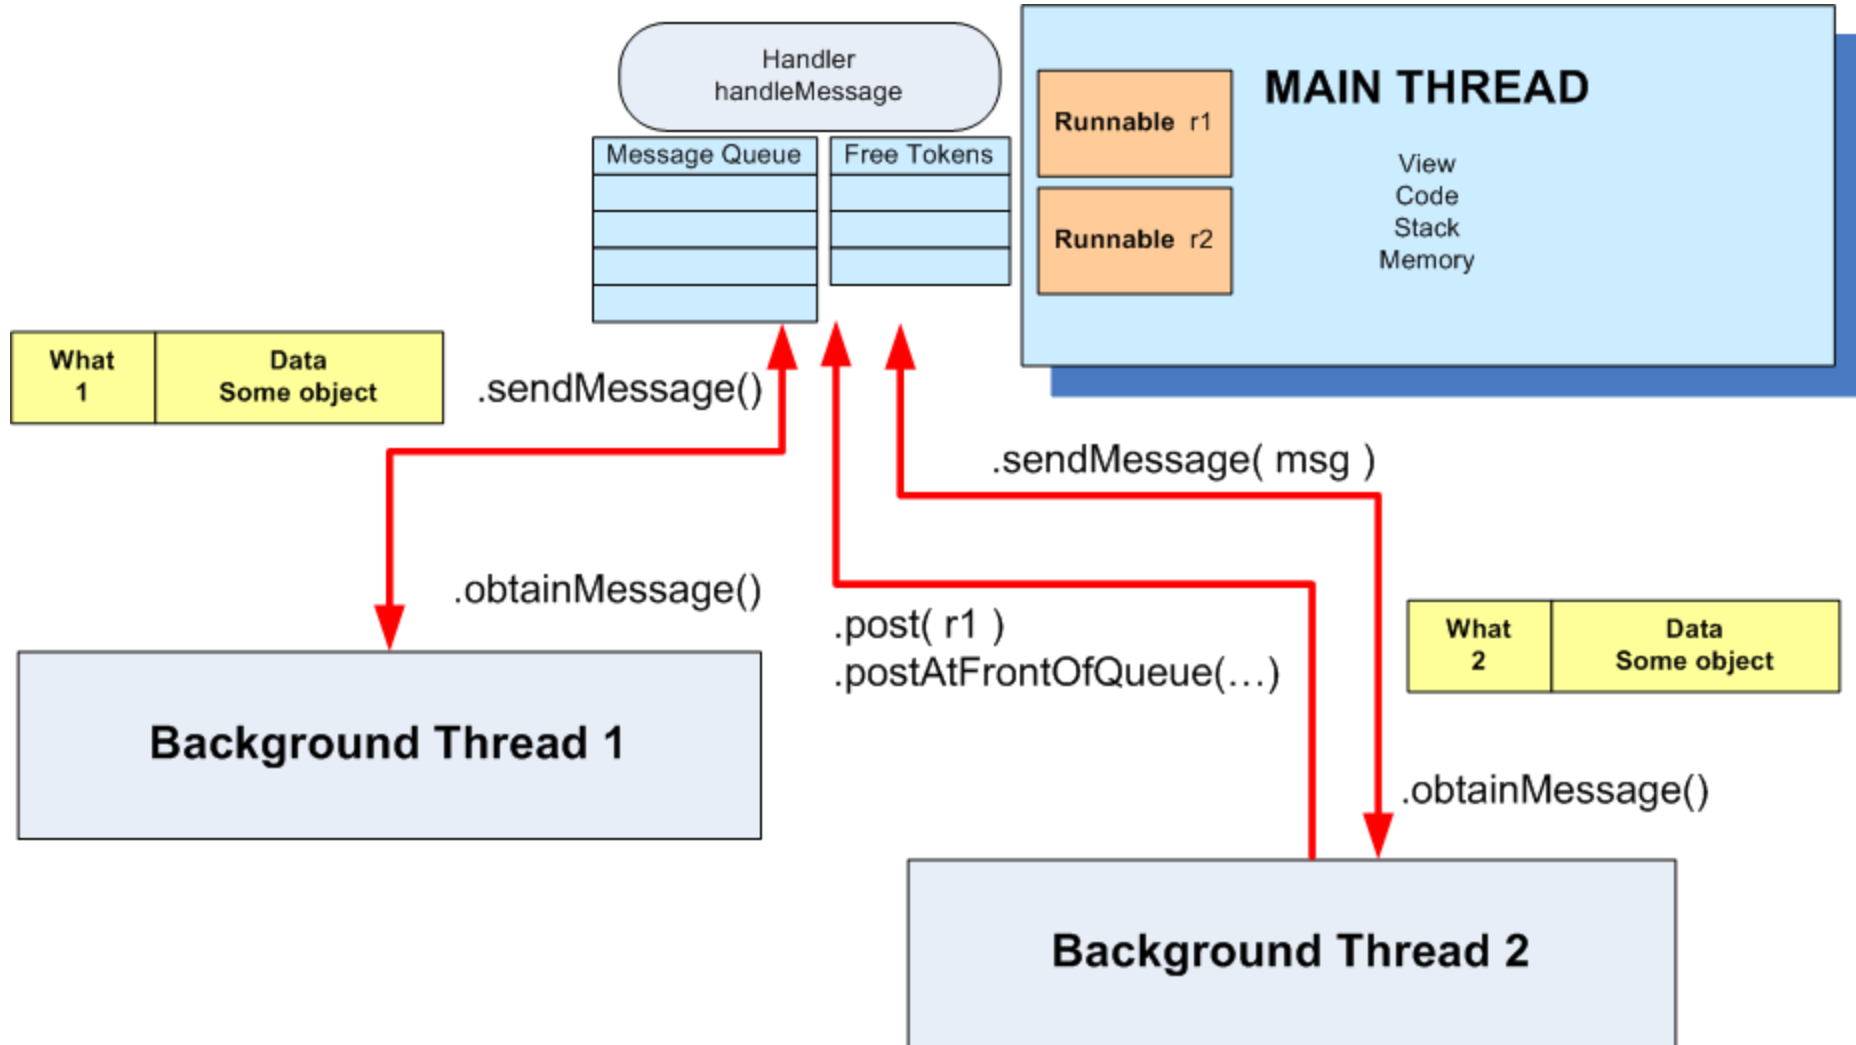 Handler
handleMessage
Message Queue
Free Tokens
MAIN THREAD
Runnable r1
Runnable r2
View
Code
Stack
Memory
What
1
Data
Some object
.sendMessage()
.sendMessage( msg )
.obtainMessage()
.post( r1 )
.postAtFrontOfQueue(...)
What
2
Data
Some object
Background Thread 1
.obtainMessage()
Background Thread 2